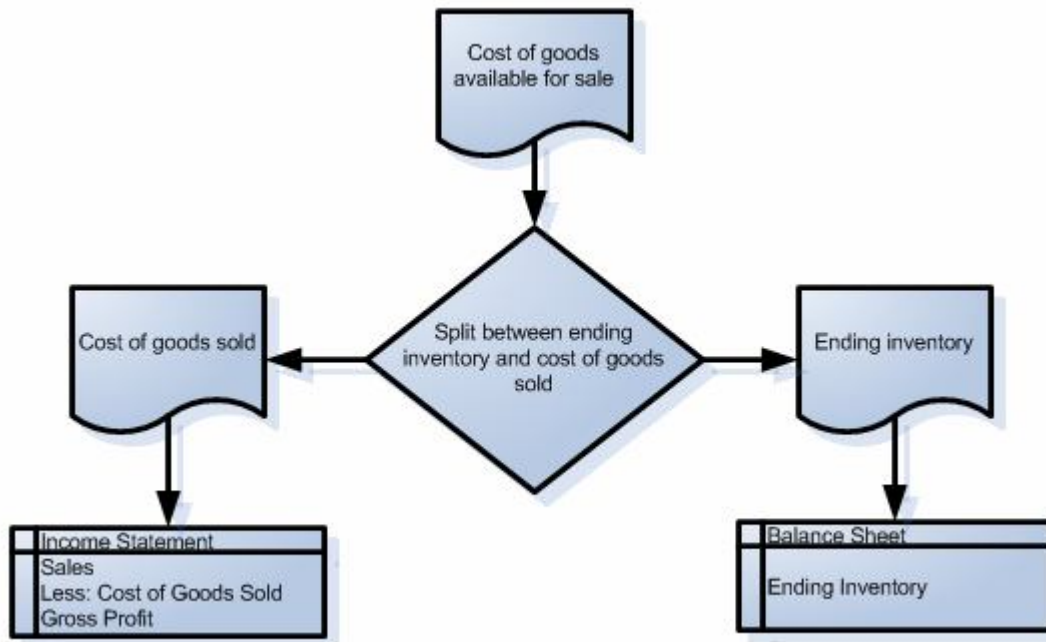 Cost of goods
available for sale
Cost of goods sold
Split between ending
inventory and cost of goods
sold
Ending inventory
Income Statement
Sales
Less: Cost of Goods Sold
Gross Profit
Balance Sheet
Ending Inventory